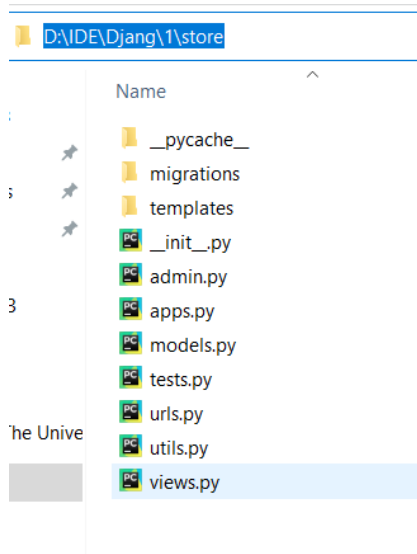 D:\IDE\Djang\1\store
Name
__pycache__
migrations
templates
__init__.py
admin.py
apps.py
models.py
tests.py
urls.py
utils.py
views.py
s
3
The Unive